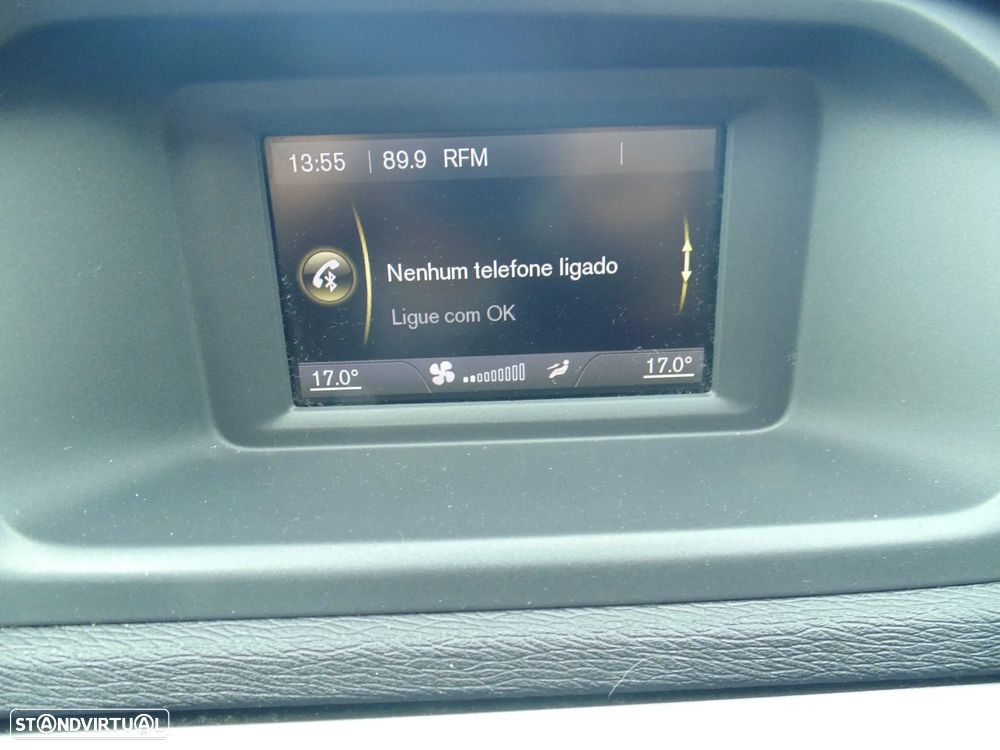 13:55 | 89.9 RFM |
Nenhum telefone ligado
Ligue com OK
17.0° 17.0°
STANDVIRTUAL